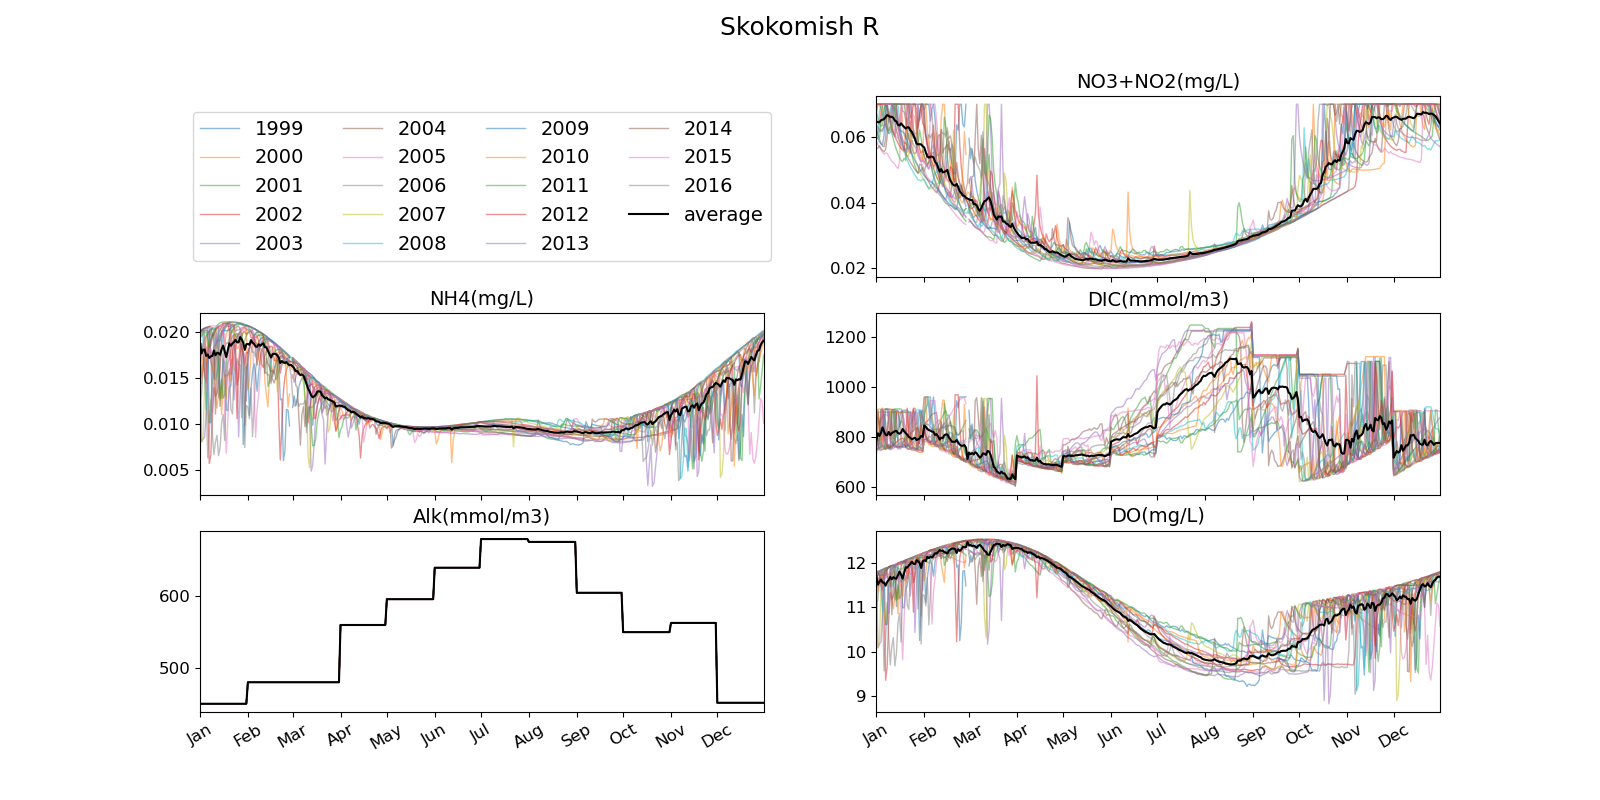 Skokomish R
1999 2004 2009 2014
2000 2005 2010 2015
2001 2006 2011 2016
2002 2007 2012 average
2003 2008 2013
NO3+NO2(mg/L)
0.06
0.04
0.02
NH4(mg/L)
0.020
0.015
0.010
0.005
DIC(mmol/m3)
1200
1000
800
600
Alk(mmol/m3)
600
500
Jan Feb Mar Apr May Jun Jul Aug Sep Oct Nov Dec
DO(mg/L)
12
11
10
9
Jan Feb Mar Apr May Jun Jul Aug Sep Oct Nov Dec